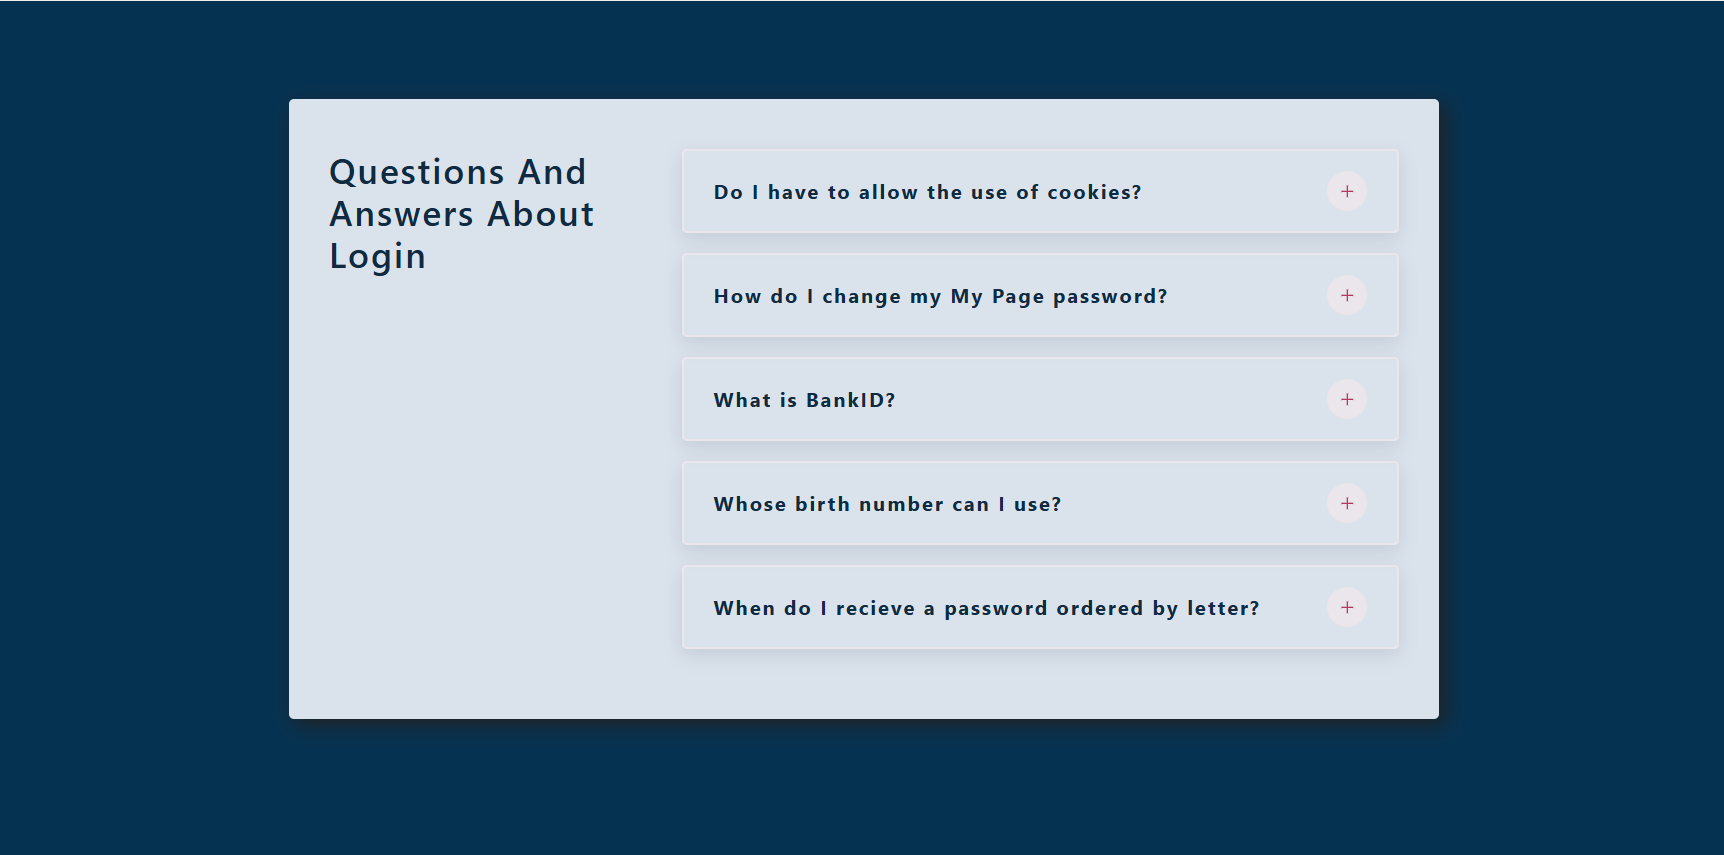 Questions And
Answers About
Login
Do I have to allow the use of cookies?
+
How do I change my My Page password?
+
What is BankID?
+
Whose birth number can I use?
+
When do I recieve a password ordered by letter?
+